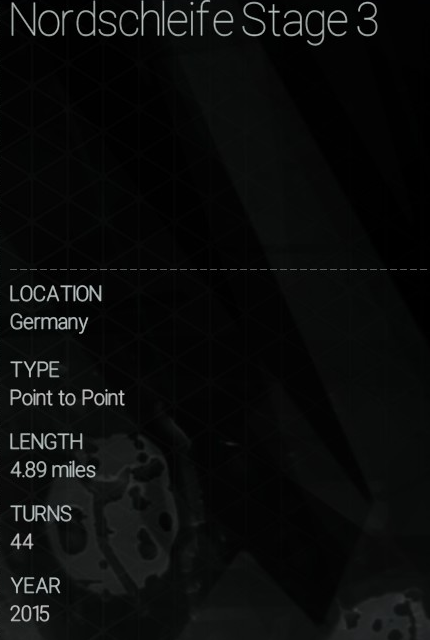 Nordschleife Stage 3
LOCATION
Germany
TYPE
Point to Point
LENGTH
4.89 miles
TURNS
44
YEAR
2015